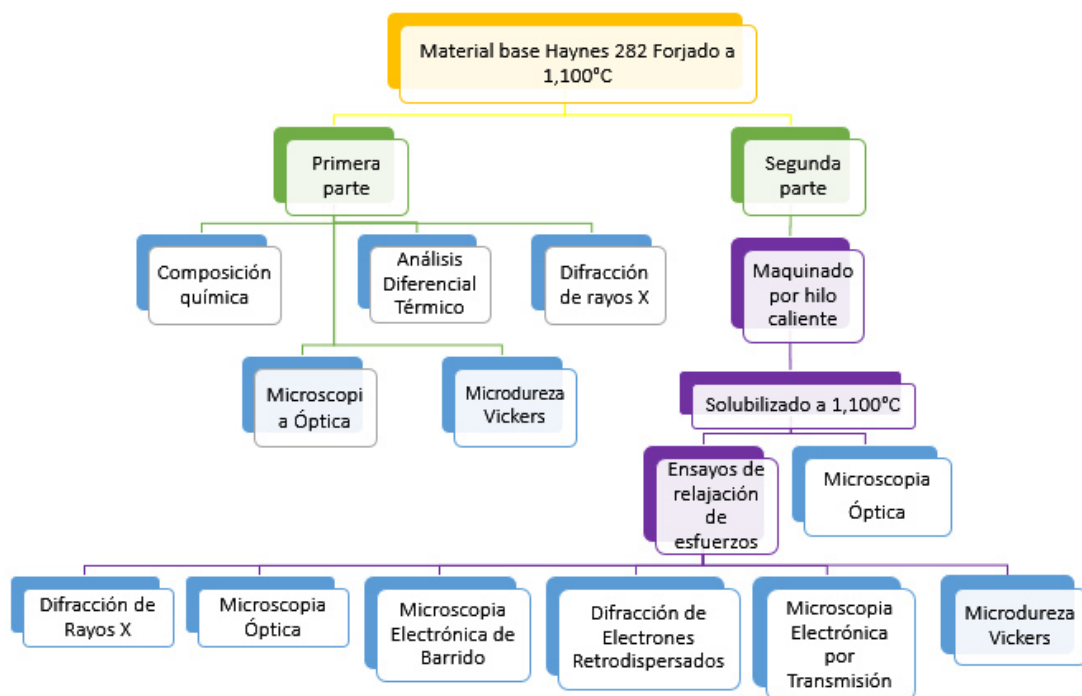 Material base Haynes 282 Forjado a
1,100°C
Primera
parte
Segunda
parte
Composición
química
Análisis
Diferencial
Térmico
Difracción
de rayos X
Maquinado
por hilo
caliente
Microscopi
a Óptica
Microdureza
Vickers
Solubilizado a 1,100°C
Ensayos de
relajación
de
esfuerzos
Microscopia
Óptica
Difracción de
Rayos X
Microscopia
Óptica
Microscopia
Electrónica de
Barrido
Difracción de
Electrones
Retrodispersados
Microscopia
Electrónica
por
Transmisión
Microdureza
Vickers